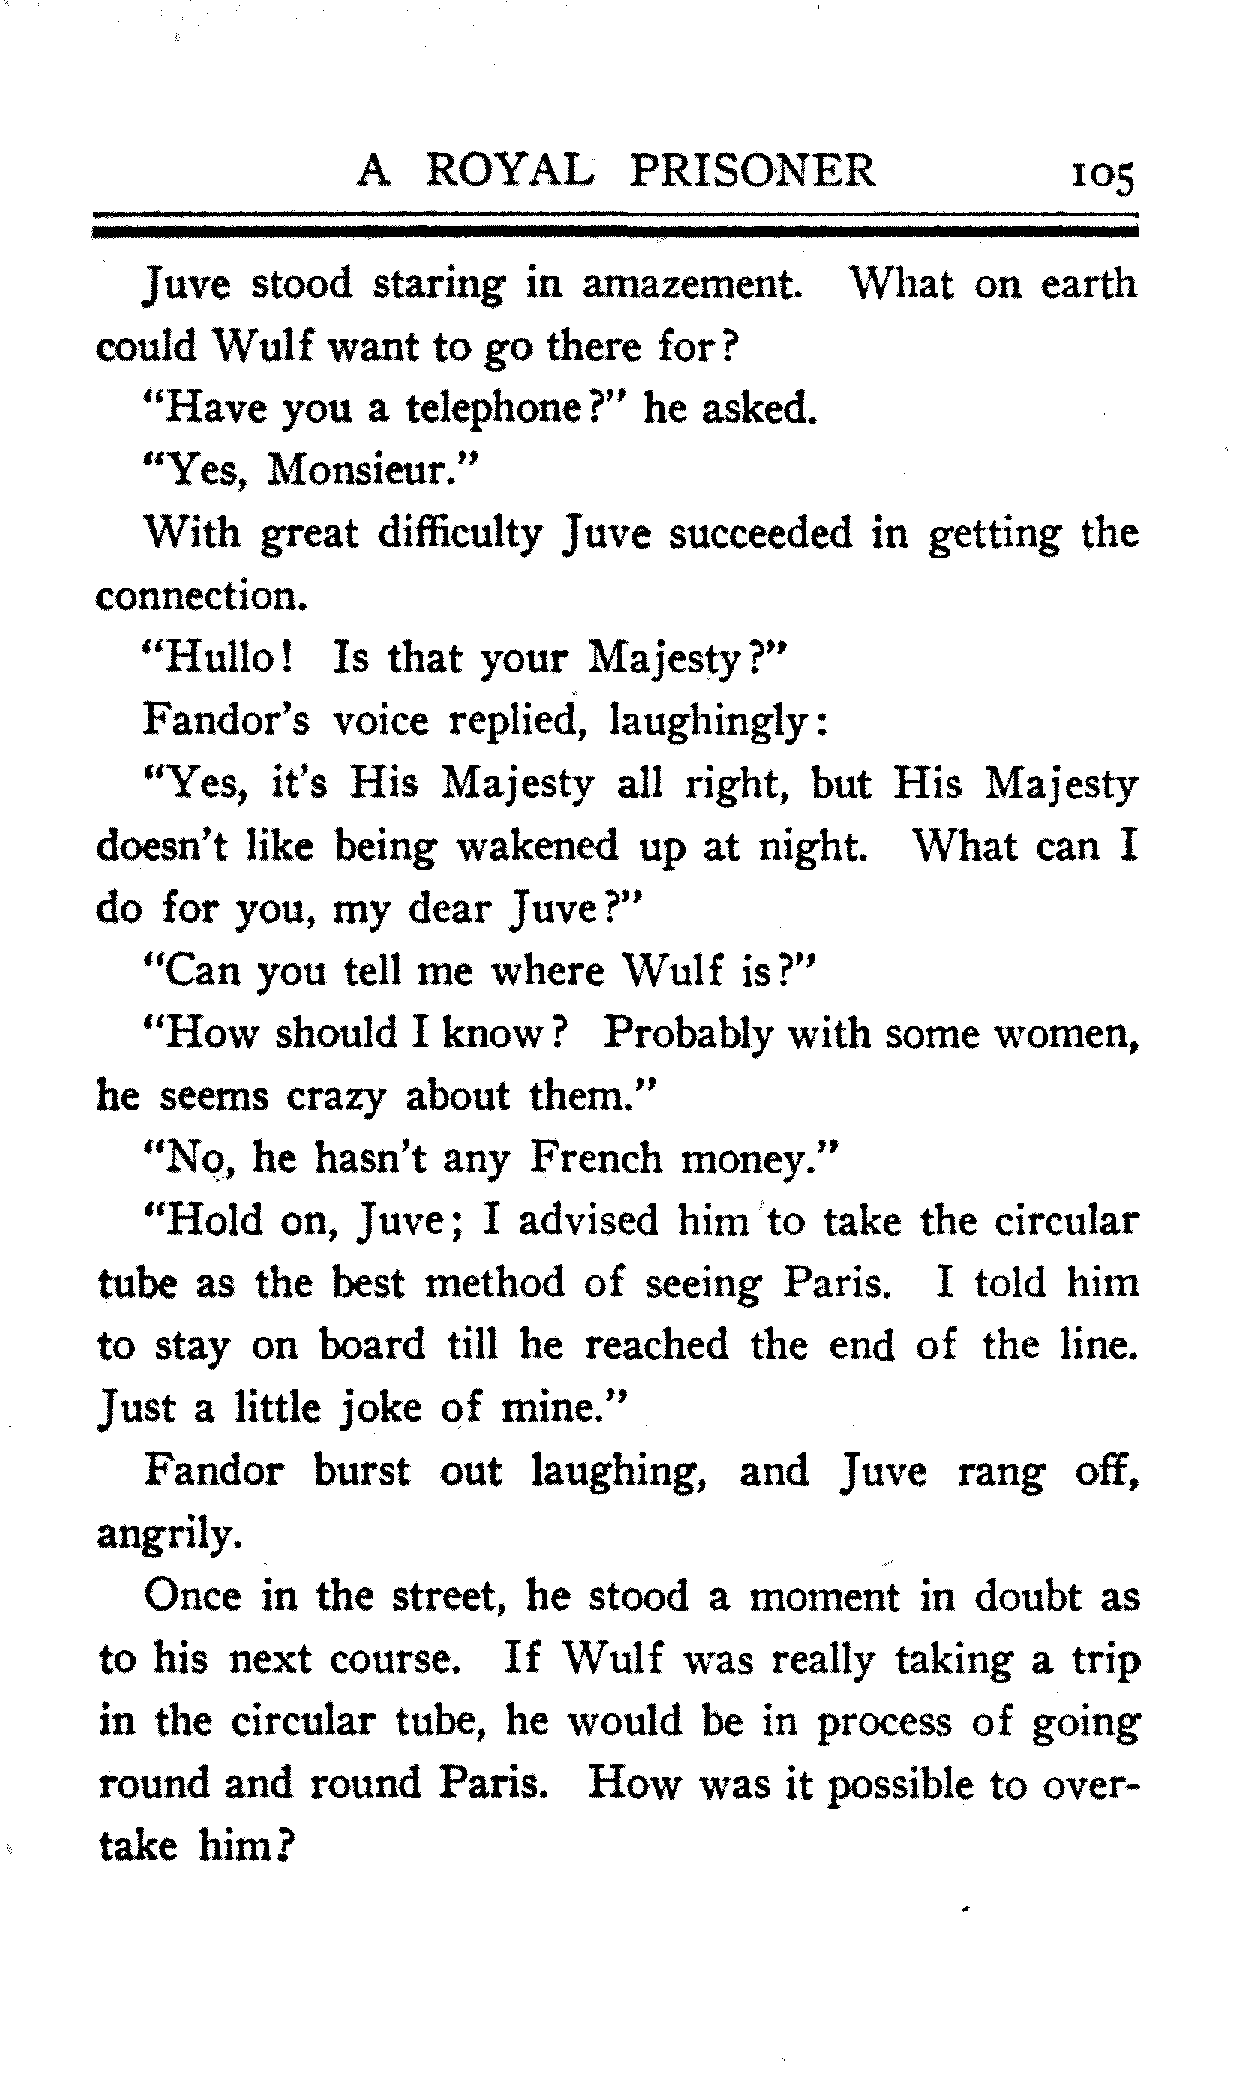 A ROYAL PRISONER 105
Juve stood staring in amazement. What on earth
could Wulf want to go there for?
“Have you a telephone?” he asked.
“Yes, Monsieur.”
With great difficulty Juve succeeded in getting the
connection.
“Hullo! Is that your Majesty?”
Fandor's voice replied, laughingly:
“Yes, it's His Majesty all right, but His Majesty
doesn't like being wakened up at night. What can I
do for you, my dear Juve?”
“Can you tell me where Wulf is?”
“How should I know? Probably with some women,
he seems crazy about them.”
“No, he hasn't any French money.”
“Hold on, Juve; I advised him to take the circular
tube as the best method of seeing Paris. I told him
to stay on board till he reached the end of the line.
Just a little joke of mine.”
Fandor burst out laughing, and Juve rang off,
angrily.
Once in the street, he stood a moment in doubt as
to his next course. If Wulf was really taking a trip
in the circular tube, he would be in process of going
round and round Paris. How was it possible to over-
take him?